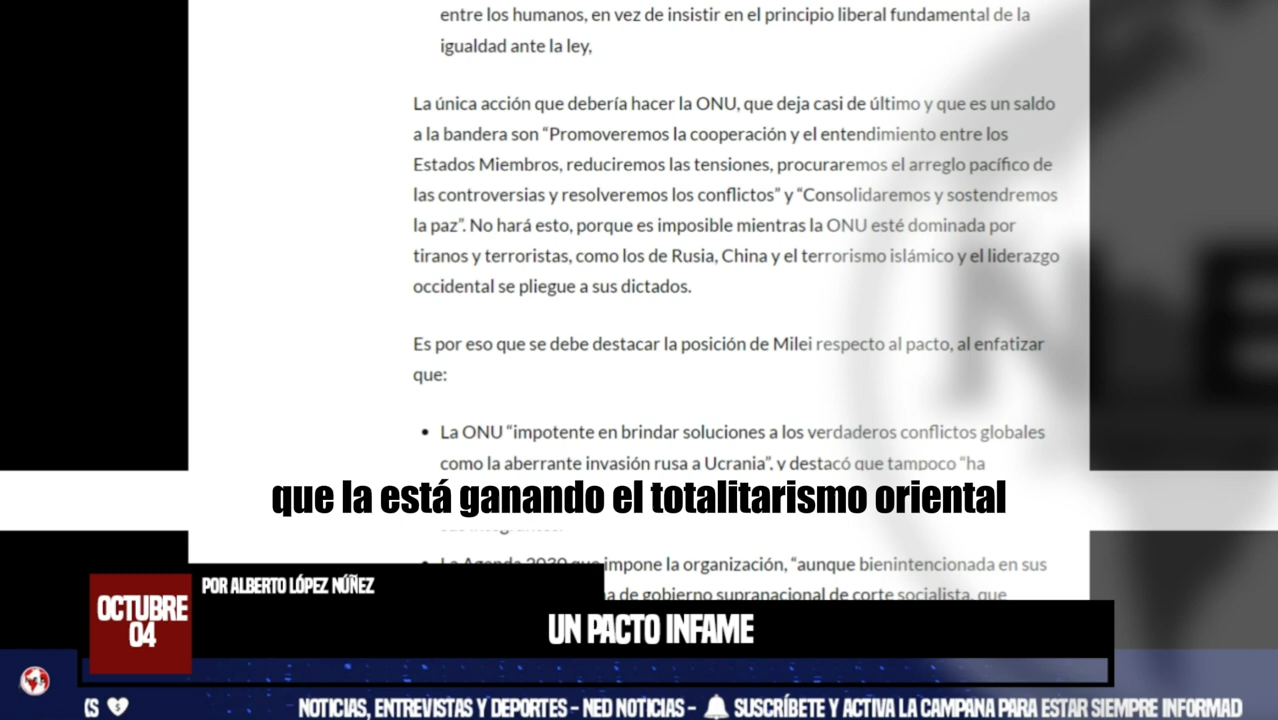 entre los humanos, en vez de insistir en el principio liberal fundamental de la
igualdad ante la ley,
La única acción que debería hacer la ONU, que deja casi de último y que es un saldo
a la bandera son “Promoveremos la cooperación y el entendimiento entre los
Estados Miembros, reduciremos las tensiones, procuraremos el arreglo pacífico de
las controversias y resolveremos los conflictos” y “Consolidaremos y sostendremos
la paz”. No hará esto, porque es imposible mientras la ONU esté dominada por
tiranos y terroristas, como los de Rusia, China y el terrorismo islámico y el liderazgo
occidental se pliegue a sus dictados.
Es por eso que se debe destacar la posición de Milei respecto al pacto, al enfatizar
que:
• La ONU “impotente en brindar soluciones a los verdaderos conflictos globales
como la aberrante invasión rusa a Ucrania”, y destacó que tampoco “ha
que la está ganando el totalitarismo oriental
• La Agenda 2030 que impone la organización, “aunque bienintencionada en sus
de gobierno supranacional de corte socialista, que
POR ALBERTO LÓPEZ NÚÑEZ
OCTUBRE
04
UN PACTO INFAME
CS
NOTICIAS, ENTREVISTAS Y DEPORTES - NED NOTICIAS -
SUSCRÍBETE Y ACTIVA LA CAMPANA PARA ESTAR SIEMPRE INFORMAD